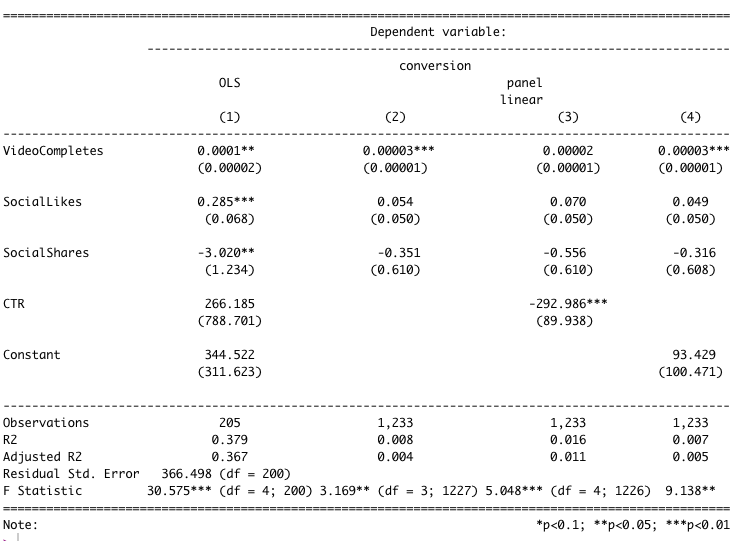 Dependent variable:
conversion
OLS panel
linear
(1) (2) (3) (4)
VideoCompletes 0.0001** 0.00003*** 0.00002 0.00003***
(0.00002) (0.00001) (0.00001) (0.00001)
SocialLikes 0.285*** 0.054 0.070 0.049
(0.068) (0.050) (0.050) (0.050)
SocialShares -3.020** -0.351 -0.556 -0.316
(1.234) (0.610) (0.610) (0.608)
CTR 266.185 -292.986***
(788.701) (89.938)
Constant 344.522 93.429
(311.623) (100.471)
Observations 205 1,233 1,233 1,233
R2 0.379 0.008 0.016 0.007
Adjusted R2 0.367 0.004 0.011 0.005
Residual Std. Error 366.498 (df = 200)
F Statistic 30.575*** (df = 4; 200) 3.169** (df = 3; 1227) 5.048*** (df = 4; 1226) 9.138**
Note: *p<0.1; **p<0.05; ***p<0.01